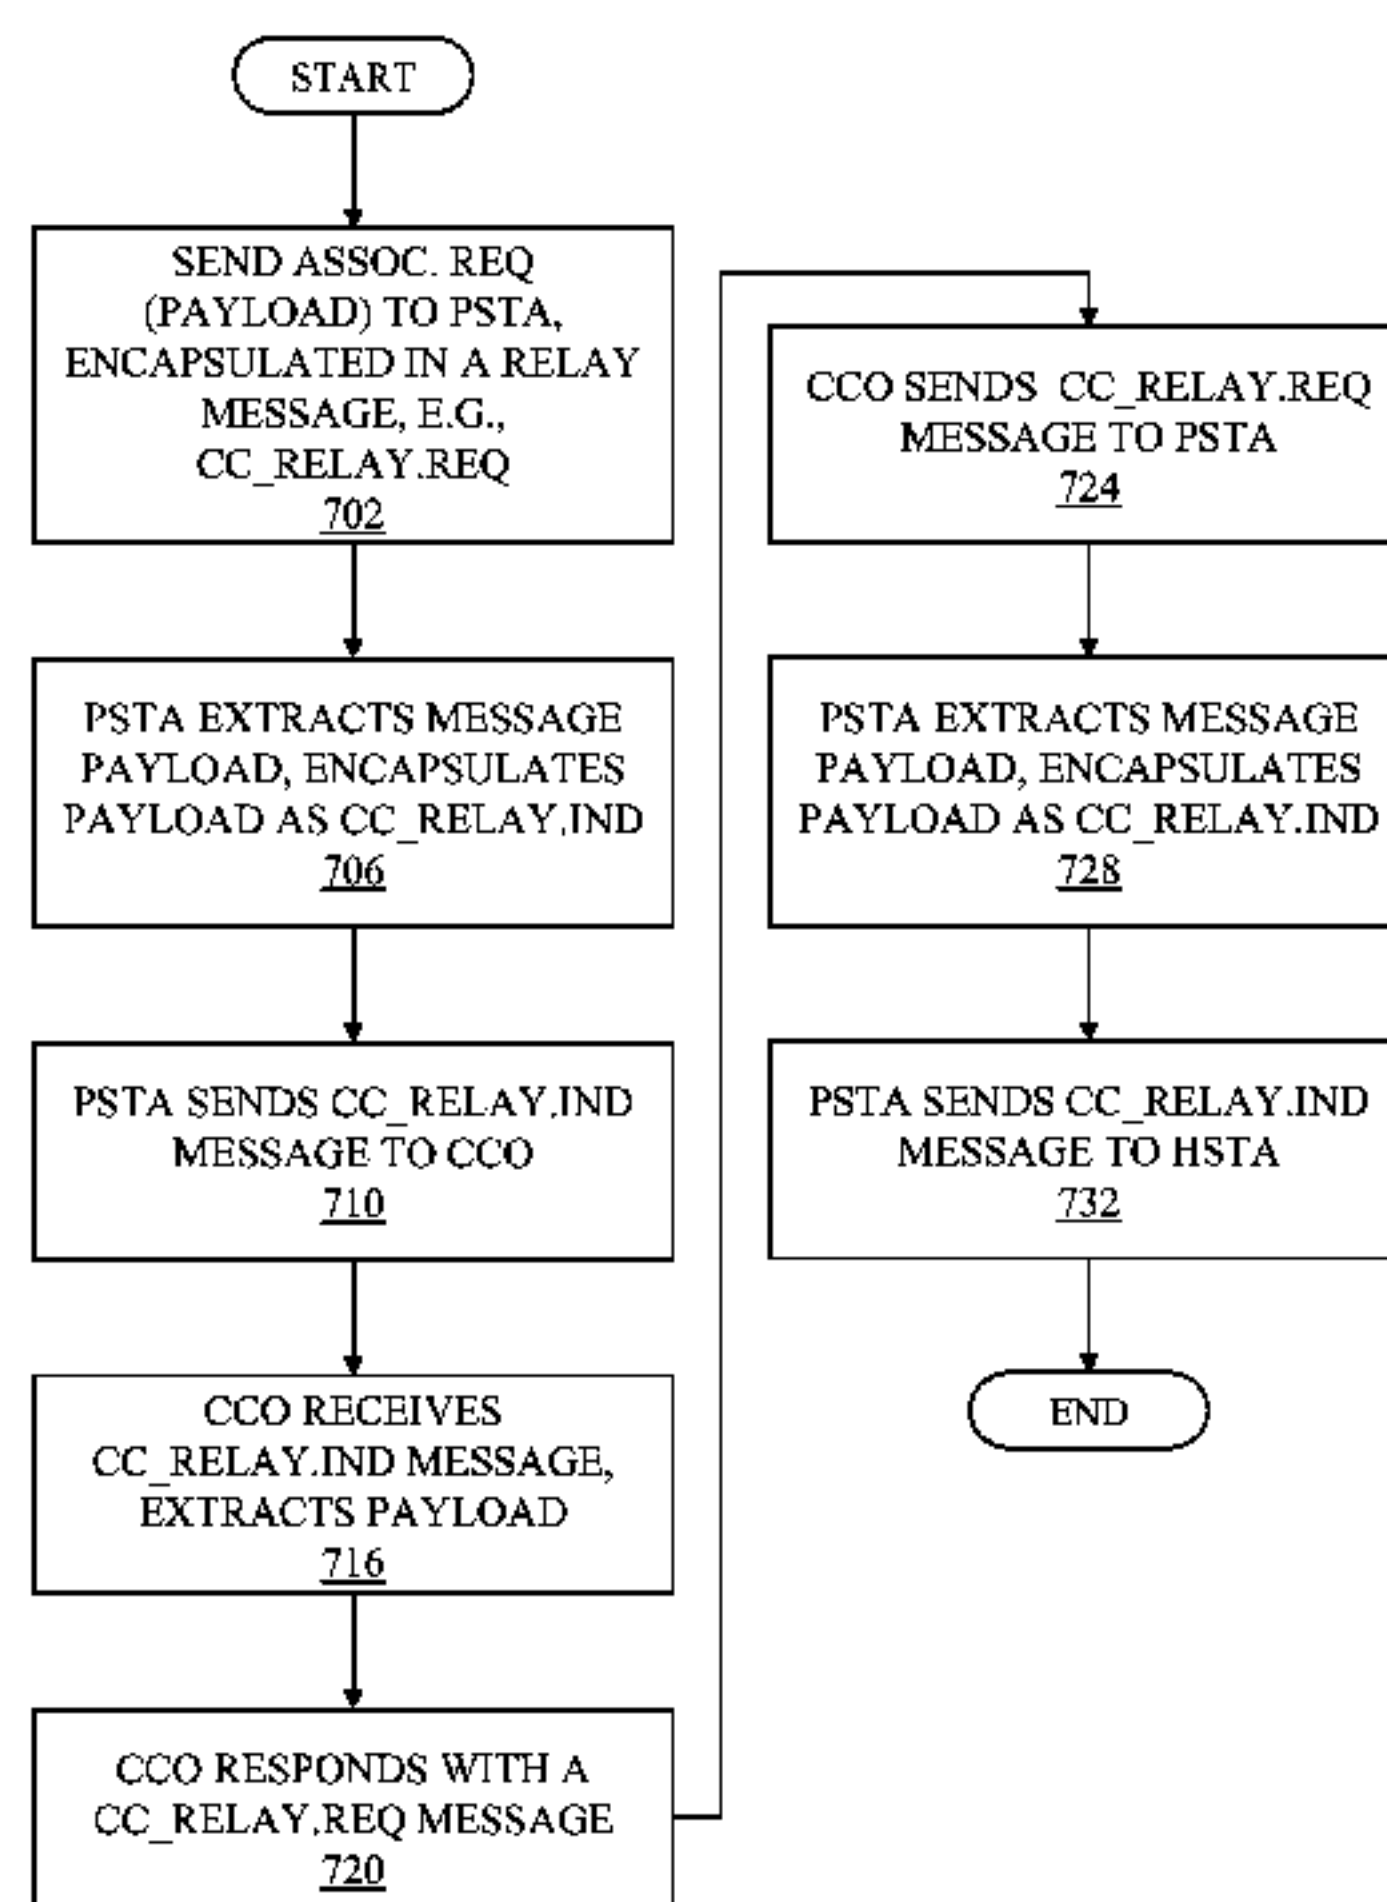 START
SEND ASSOC. REQ
(PAYLOAD) TO PSTA,
ENCAPSULATED IN A RELAY
MESSAGE, E.G.,
CC_RELAY.REQ
702
PSTA EXTRACTS MESSAGE
PAYLOAD, ENCAPSULATES
PAYLOAD AS CC_RELAY.IND
706
PSTA SENDS CC_RELAY.IND
MESSAGE TO CCO
710
CCO RECEIVES
CC_RELAY.IND MESSAGE,
EXTRACTS PAYLOAD
716
CCO RESPONDS WITH A
CC_RELAY.REQ MESSAGE
720
CCO SENDS CC_RELAY.REQ
MESSAGE TO PSTA
724
PSTA EXTRACTS MESSAGE
PAYLOAD, ENCAPSULATES
PAYLOAD AS CC_RELAY.IND
728
PSTA SENDS CC_RELAY.IND
MESSAGE TO HSTA
732
END